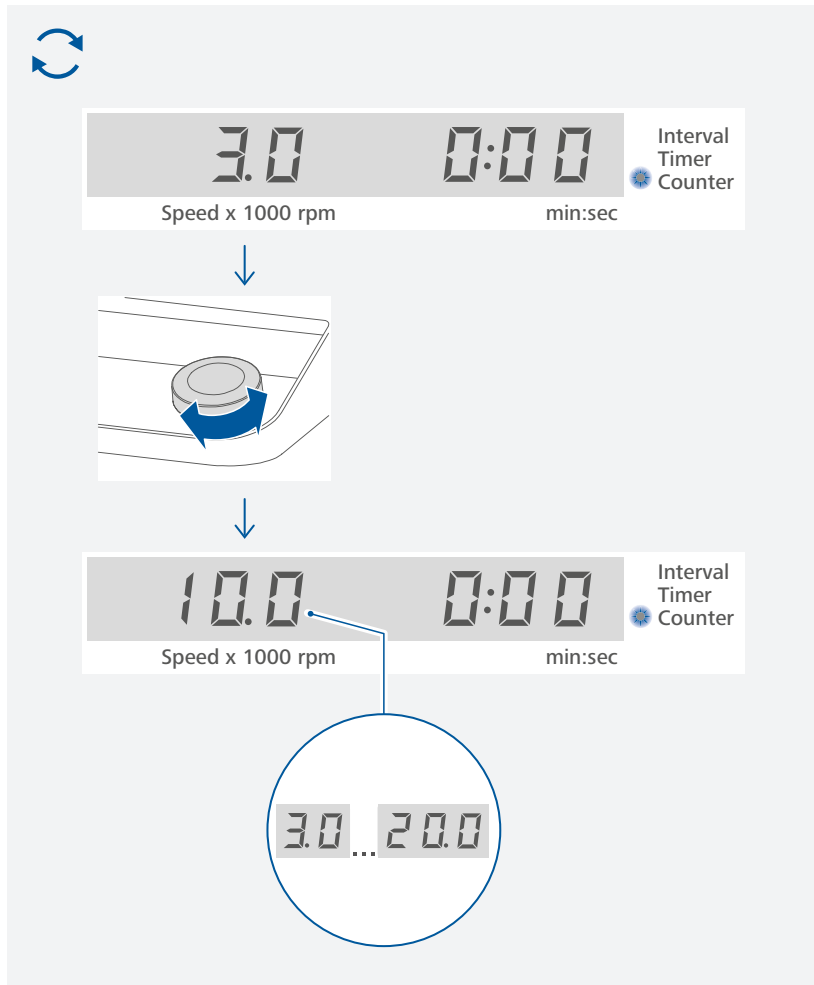 3.0 0:00
Interval
Timer
Counter
Speed x 1000 rpm min:sec
10.0 0:00
Interval
Timer
Counter
Speed x 1000 rpm min:sec
3.0 ... 20.0